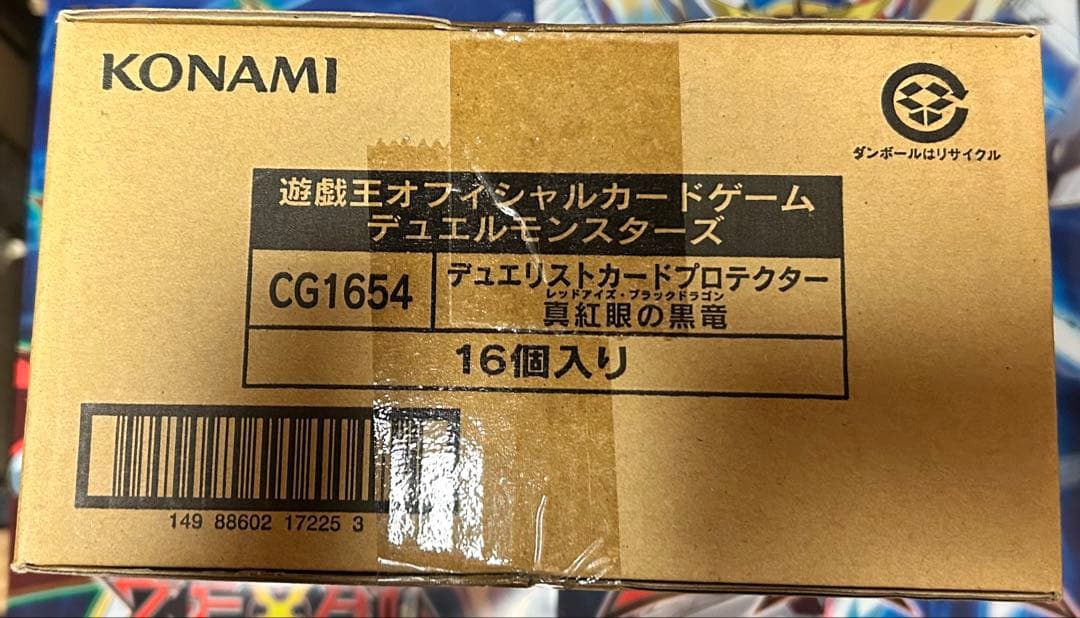 KONAMI
ダンボールはリサイクル
遊戯王オフィシャルカードゲーム
デュエルモンスターズ
CG1654
デュエリストカードプロテクター
レッドアイズ・ブラックドラゴン
真紅眼の黒竜
16個入り
149 88602 17225 3
ZEXAL